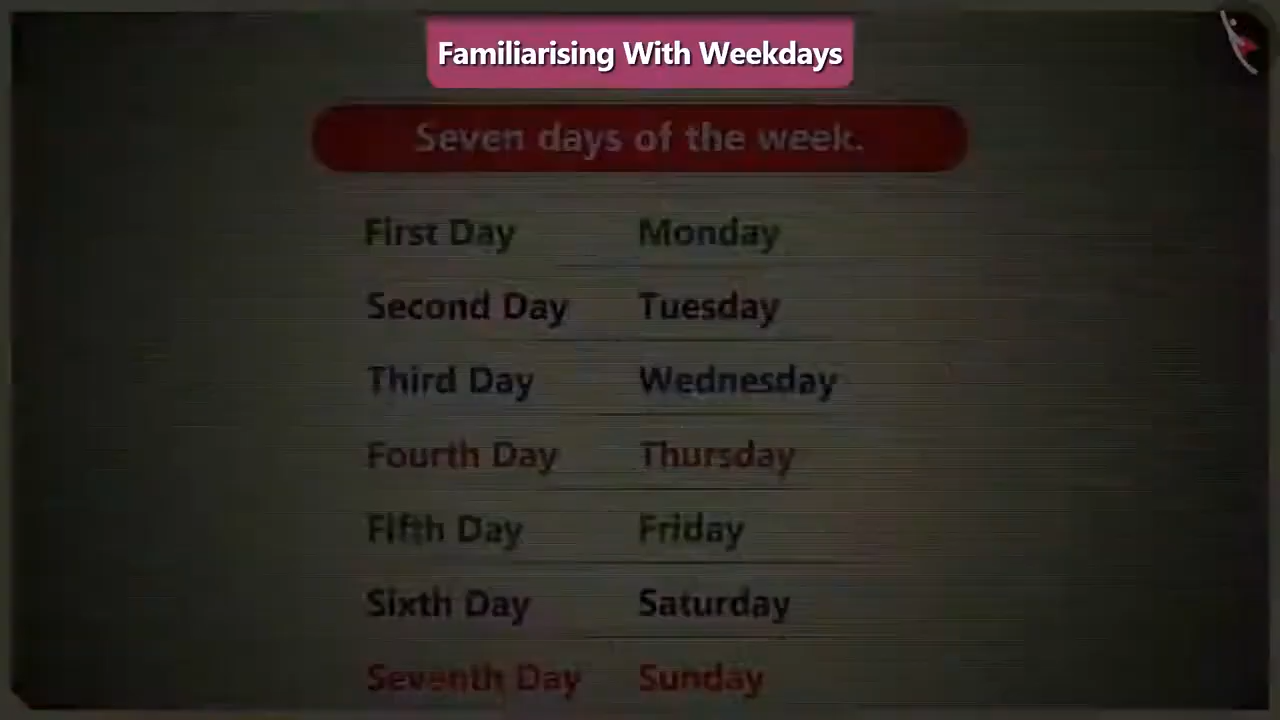 Familiarising With Weekdays
Seven days of the week.
First Day Monday
Second Day Tuesday
Third Day Wednesday
Fourth Day Thursday
Fifth Day Friday
Sixth Day Saturday
Seventh Day Sunday